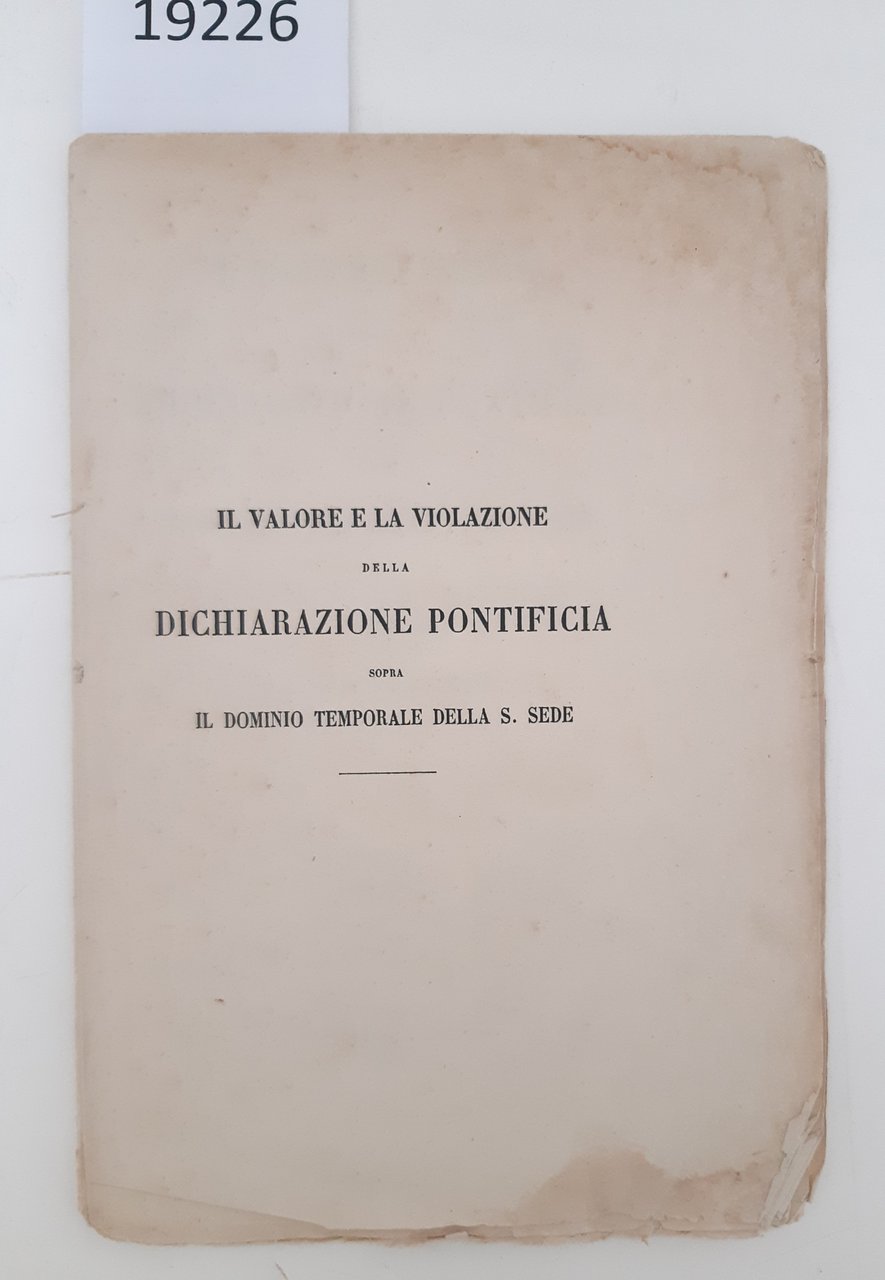 19226
IL VALORE E LA VIOLAZIONE
DELLA
DICHIARAZIONE PONTIFICIA
SOPRA
IL DOMINIO TEMPORALE DELLA S. SEDE